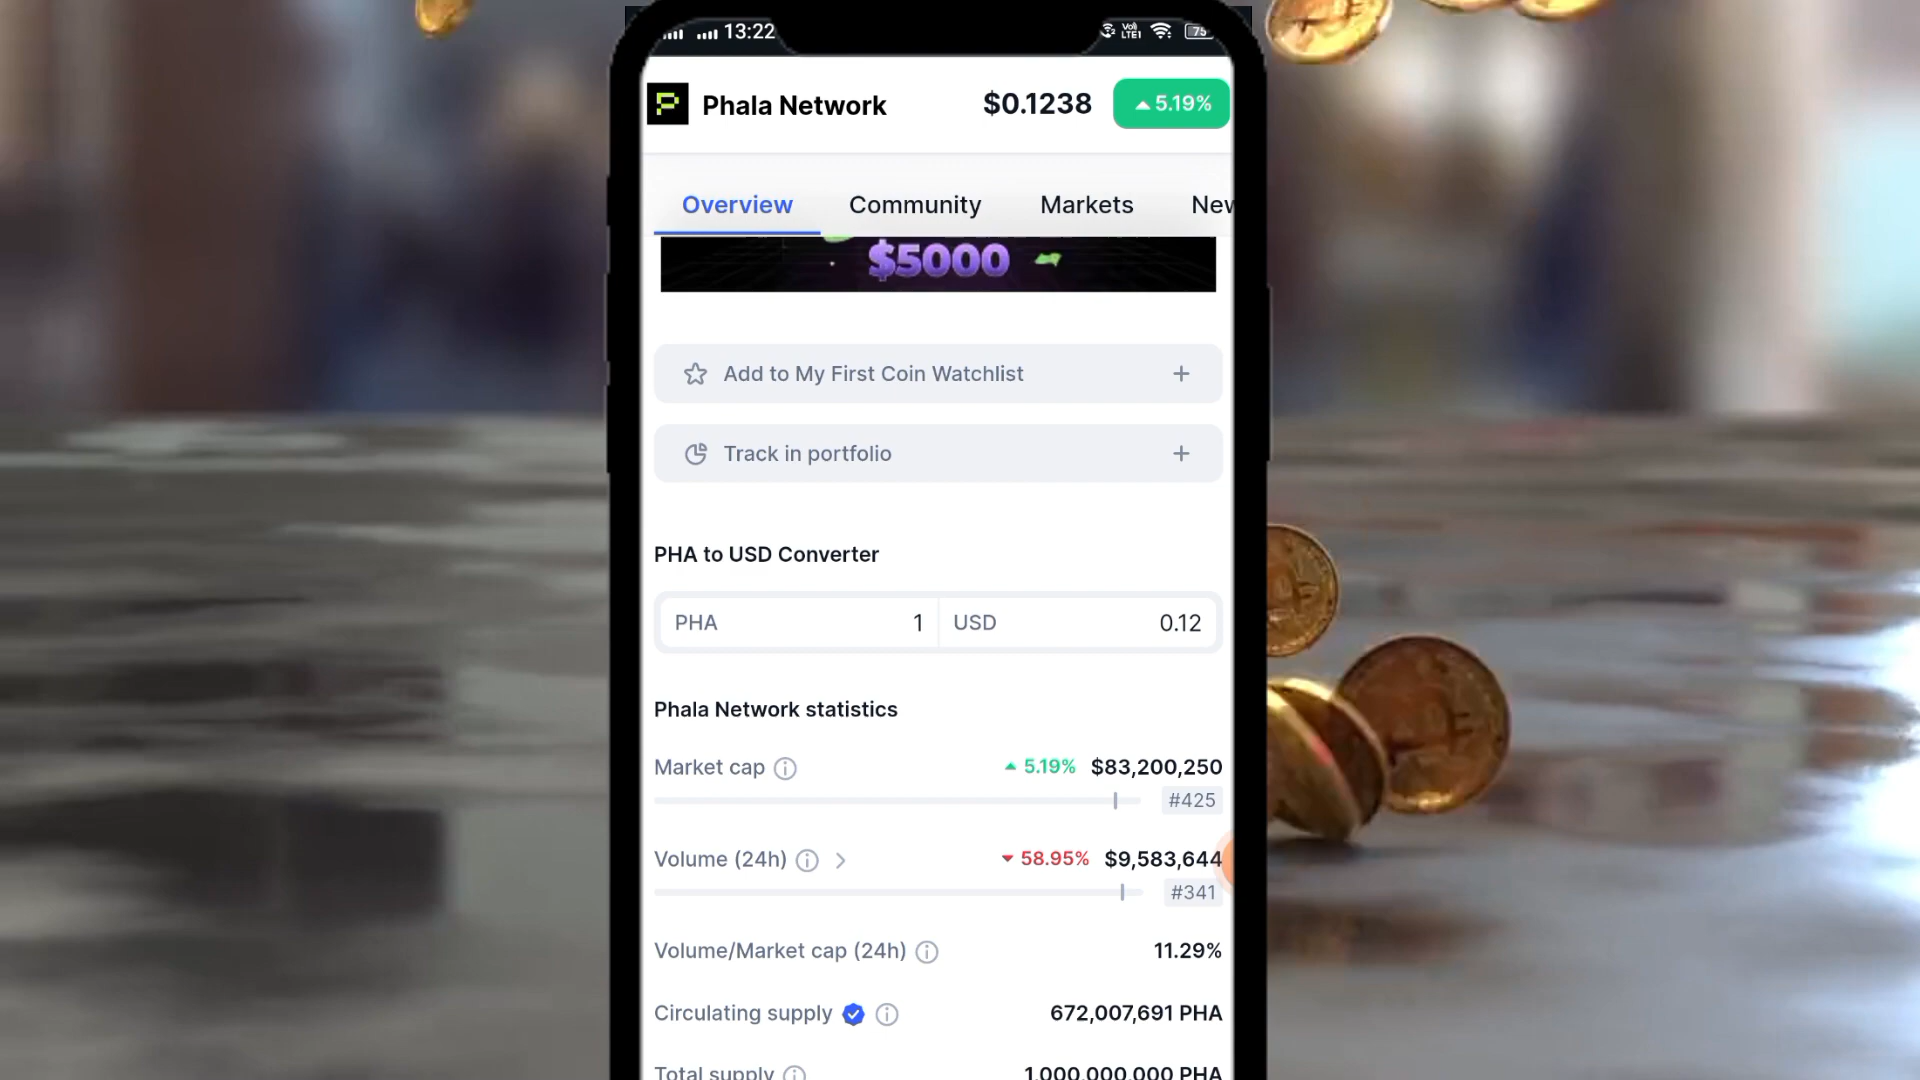 13:22
Vo)) LTE1
75
Phala Network $0.1238 5.19%
Overview Community Markets
$5000
Add to My First Coin Watchlist +
Track in portfolio +
PHA to USD Converter
PHA 1 USD 0.12
Phala Network statistics
Market cap 5.19% $83,200,250
#425
Volume (24h) 58.95% $9,583,644
#341
Volume/Market cap (24h) 11.29%
Circulating supply 672,007,691 PHA
Total supply 1,000,000,000 PHA